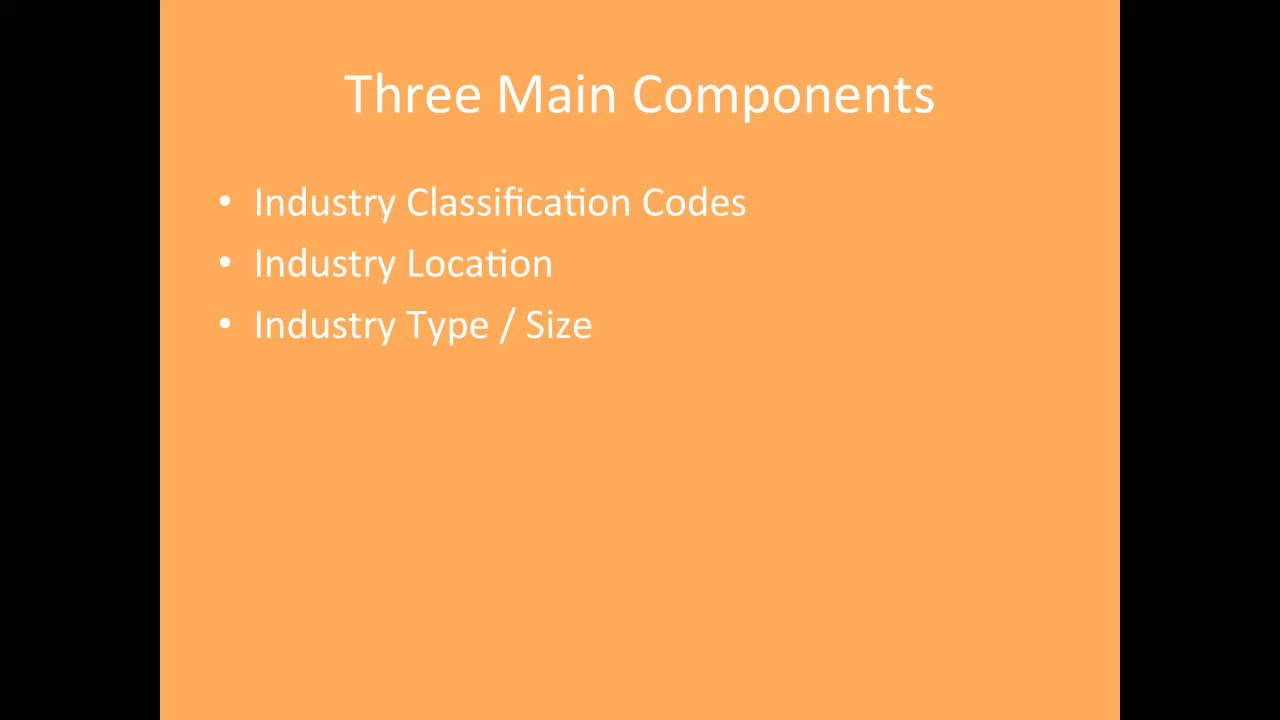 Three Main Components
• Industry Classification Codes
• Industry Location
• Industry Type / Size